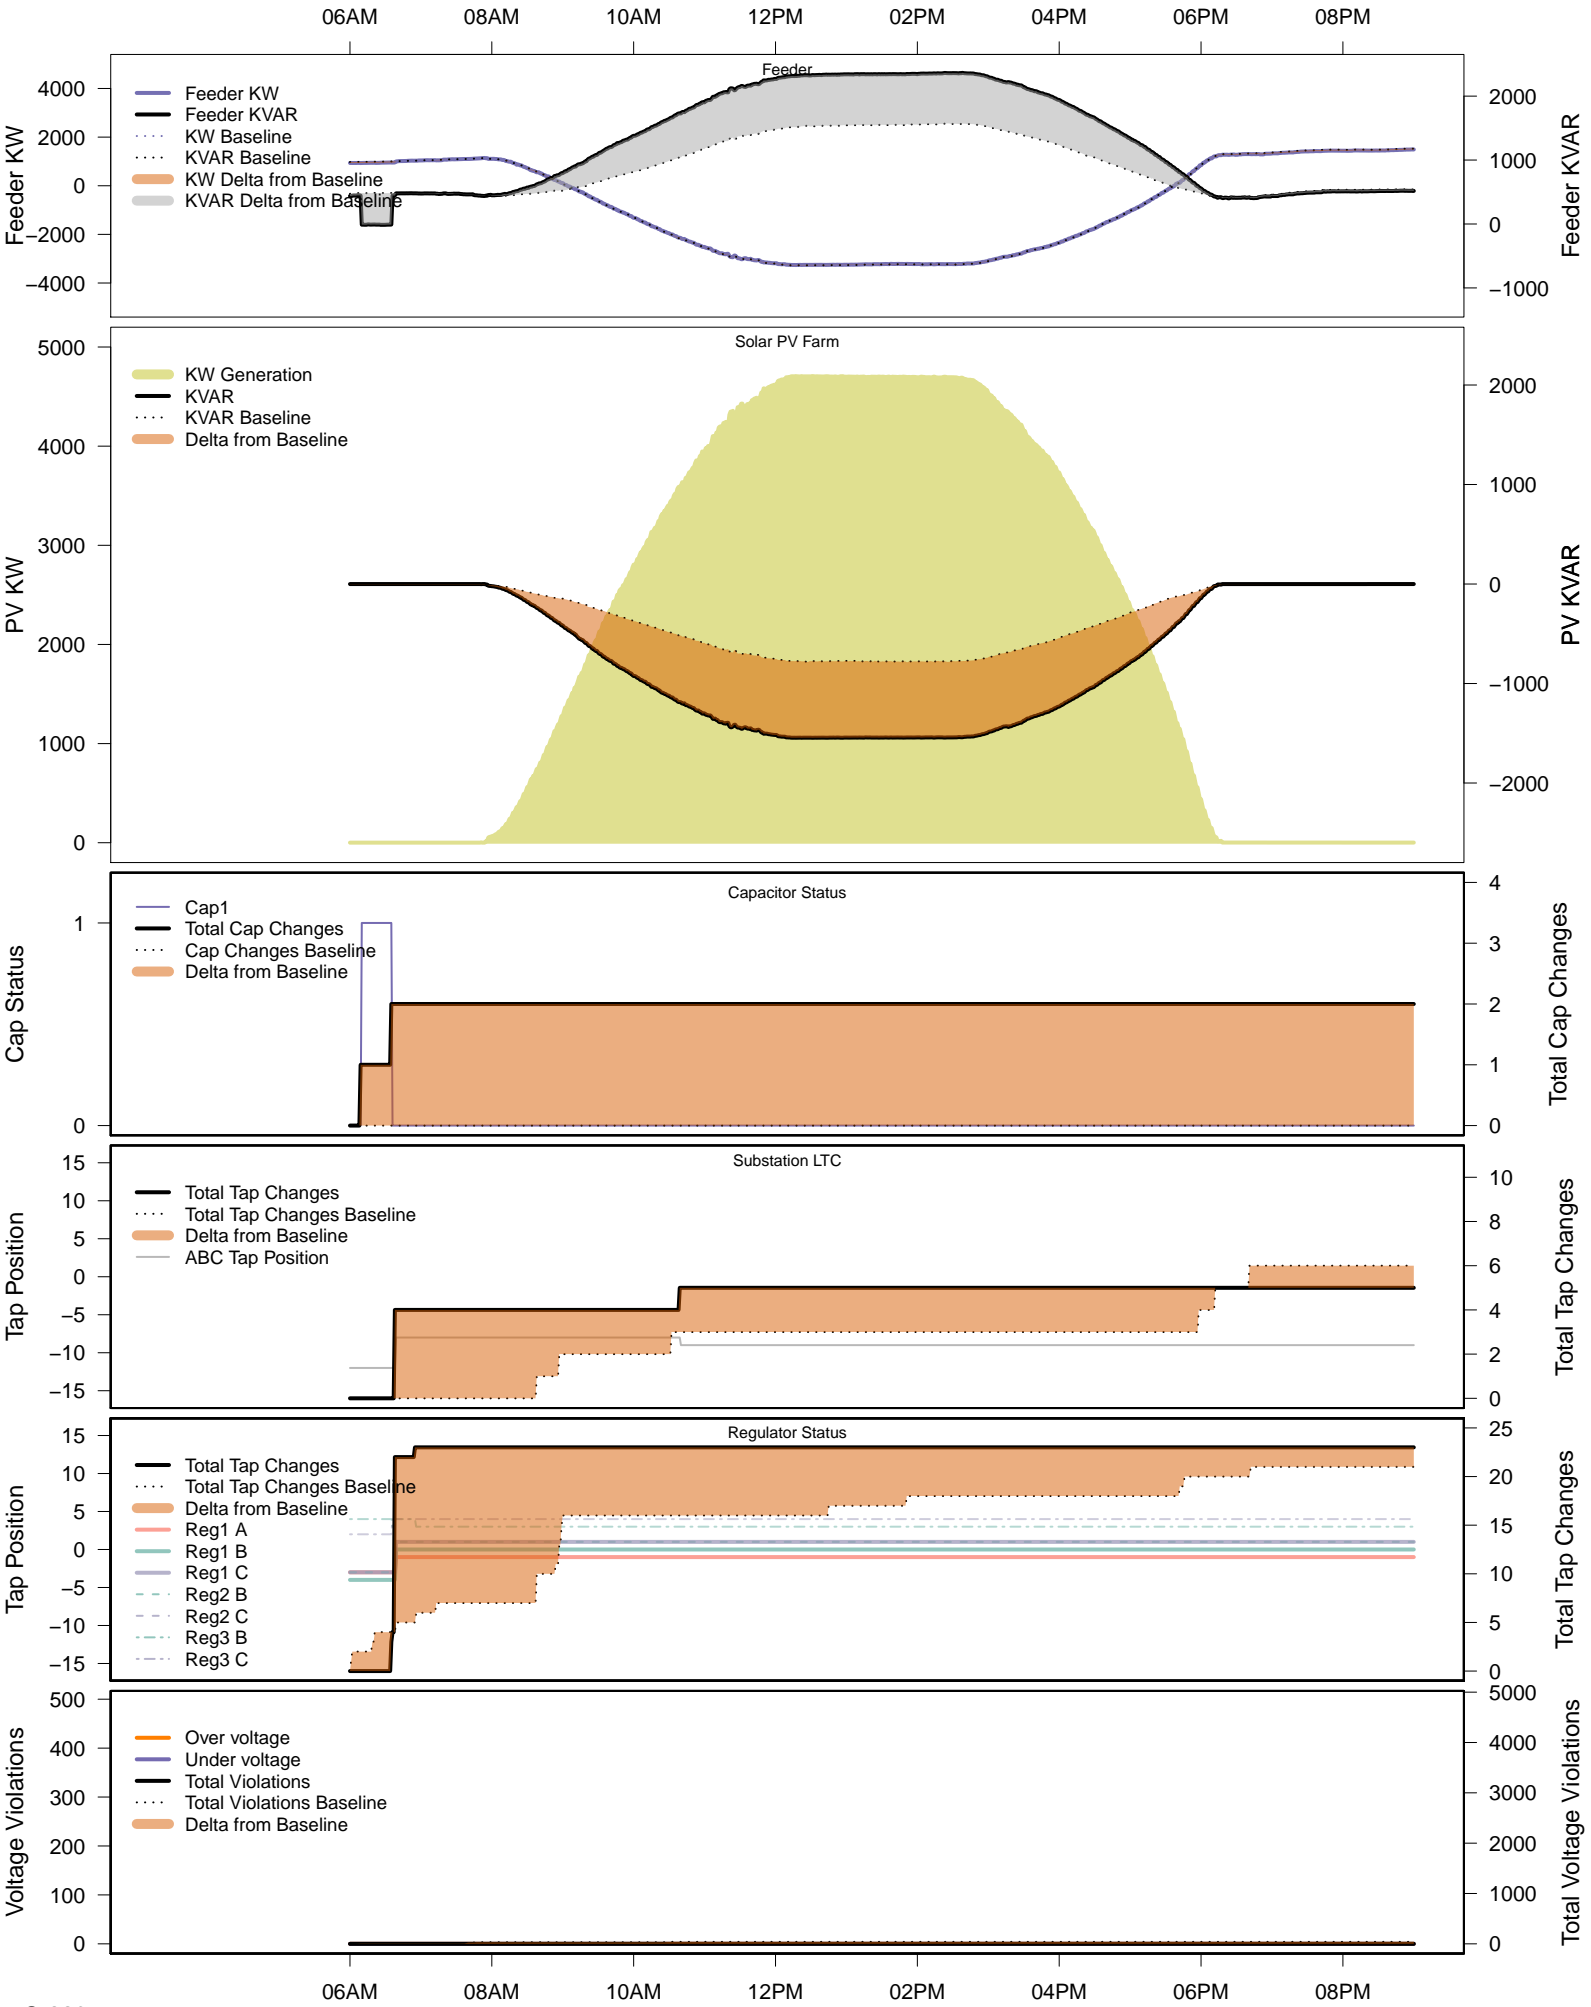 06AM 08AM 10AM 12PM 02PM 04PM 06PM 08PM
Feeder
Feeder KW
Feeder KVAR
KW Baseline
KVAR Baseline
KW Delta from Baseline
KVAR Delta from Baseline
4000
2000
0
−2000
−4000
Feeder KW
2000
1000
0
−1000
Feeder KVAR
Solar PV Farm
KW Generation
KVAR
KVAR Baseline
Delta from Baseline
5000
4000
3000
2000
1000
0
PV KW
2000
1000
0
−1000
−2000
PV KVAR
Capacitor Status
Cap1
Total Cap Changes
Cap Changes Baseline
Delta from Baseline
1
0
Cap Status
4
3
2
1
0
Total Cap Changes
Substation LTC
Total Tap Changes
Total Tap Changes Baseline
Delta from Baseline
ABC Tap Position
15
10
5
0
−5
−10
−15
Tap Position
10
8
6
4
2
0
Total Tap Changes
Regulator Status
Total Tap Changes
Total Tap Changes Baseline
Delta from Baseline
Reg1 A
Reg1 B
Reg1 C
Reg2 B
Reg2 C
Reg3 B
Reg3 C
15
10
5
0
−5
−10
−15
Tap Position
25
20
15
10
5
0
Total Tap Changes
Over voltage
Under voltage
Total Violations
Total Violations Baseline
Delta from Baseline
500
400
300
200
100
0
Voltage Violations
5000
4000
3000
2000
1000
0
Total Voltage Violations
06AM 08AM 10AM 12PM 02PM 04PM 06PM 08PM